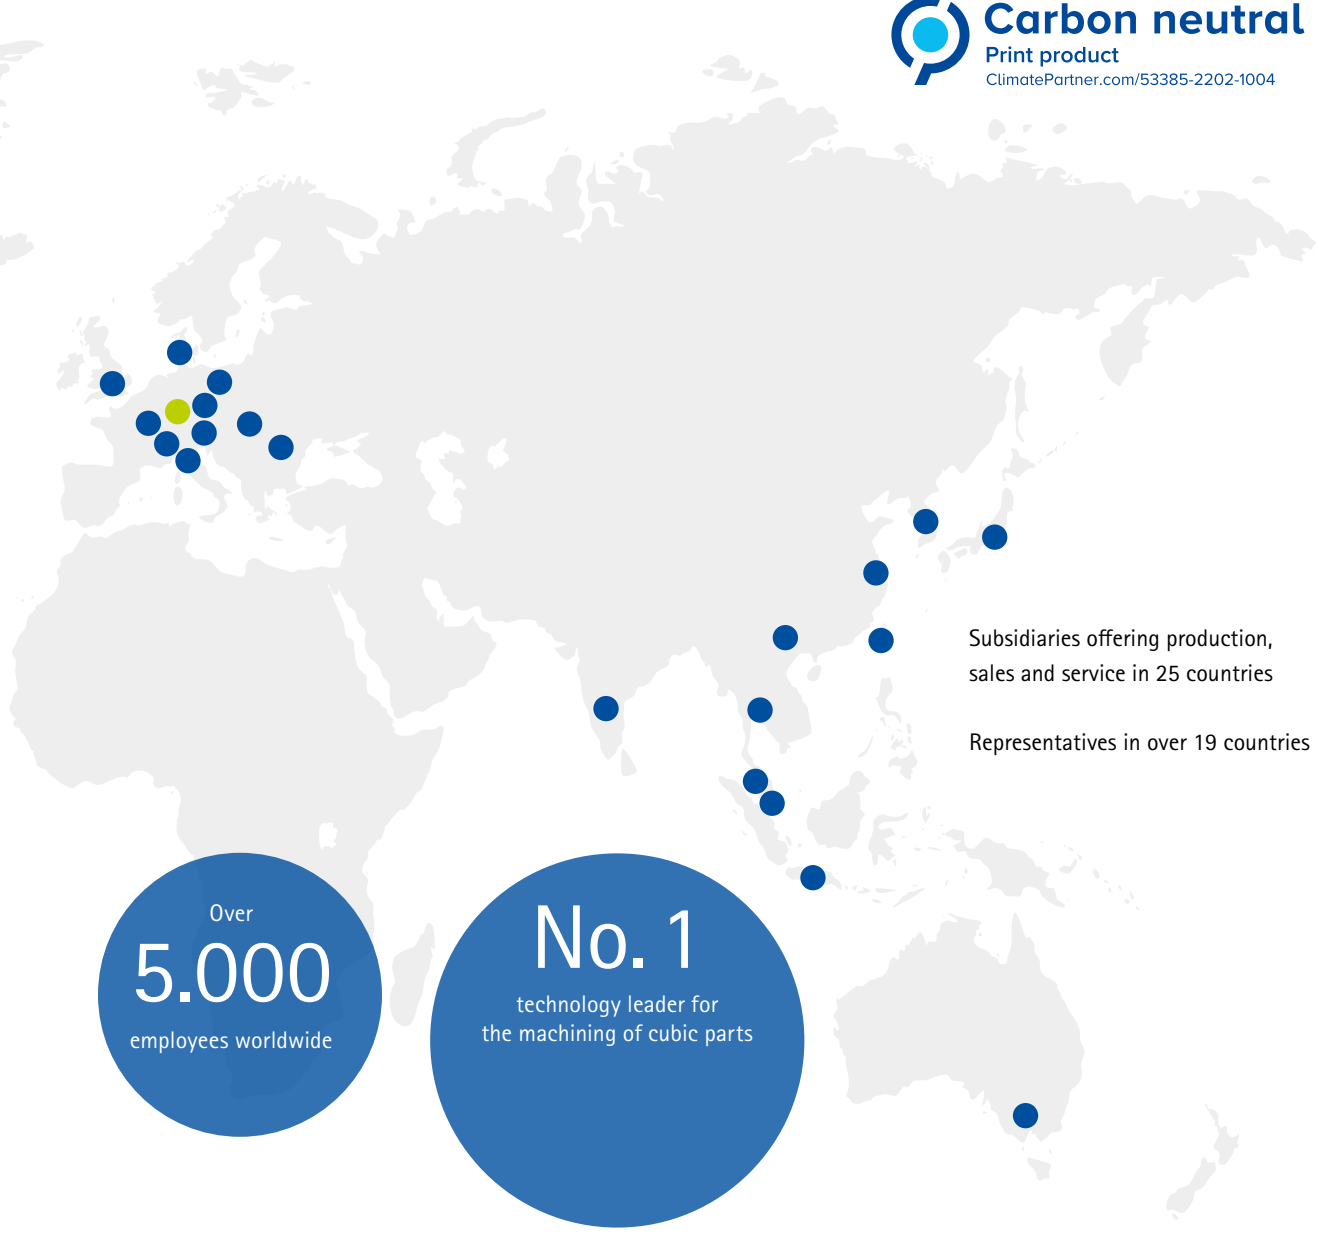 Carbon neutral
Print product
ClimatePartner.com/53385-2202-1004
Subsidiaries offering production,
sales and service in 25 countries
Representatives in over 19 countries
Over
5.000
employees worldwide
No. 1
technology leader for
the machining of cubic parts